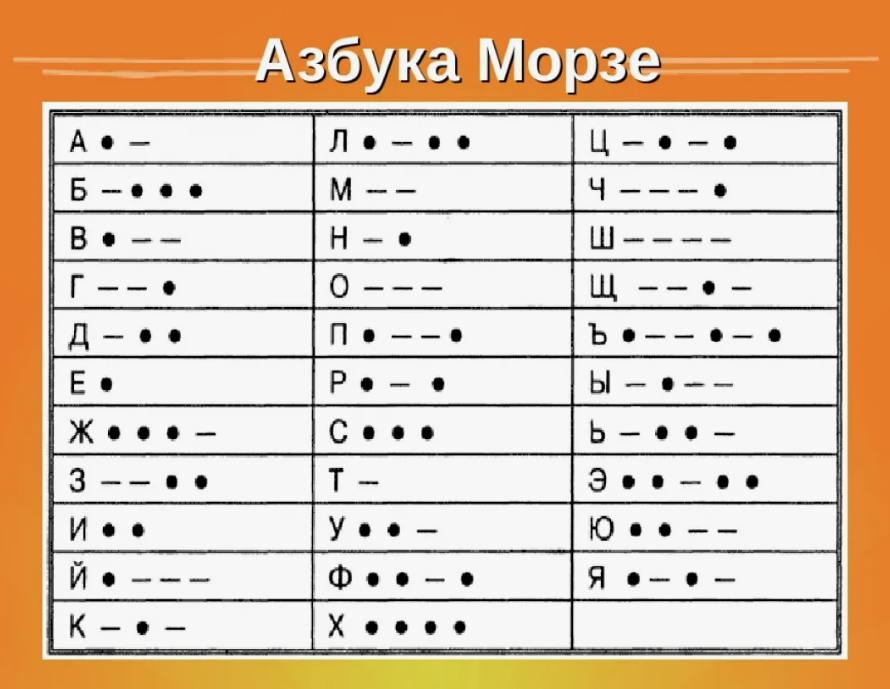 Азбука Морзе
А • — Л • — • • Ц — • — •
Б — • • • М — — Ч — — — •
В • — — Н — • Ш — — — —
Г — — • О — — — Щ — — • —
Д — • • П • — — • Ъ • — — • — •
Е • Р • — • Ы — • — —
Ж • • • — С • • • Ь — • • —
З — — • • Т — Э • • — • •
И • • У • • — Ю • • — —
Й • — — — Ф • • — • Я • — • —
К — • — Х • • • •